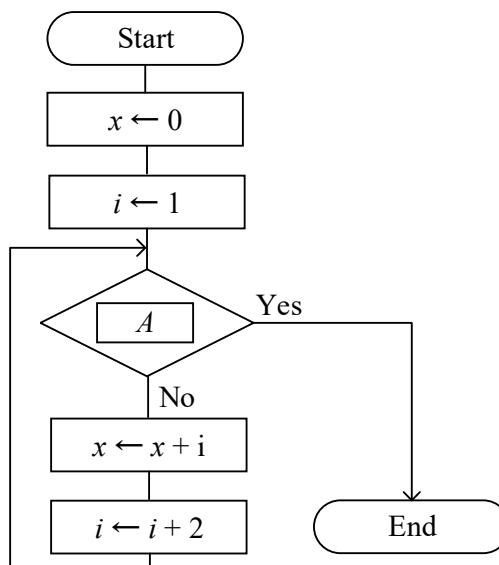 Start
x ← 0
i ← 1
A
Yes
No
x ← x + i
i ← i + 2
End